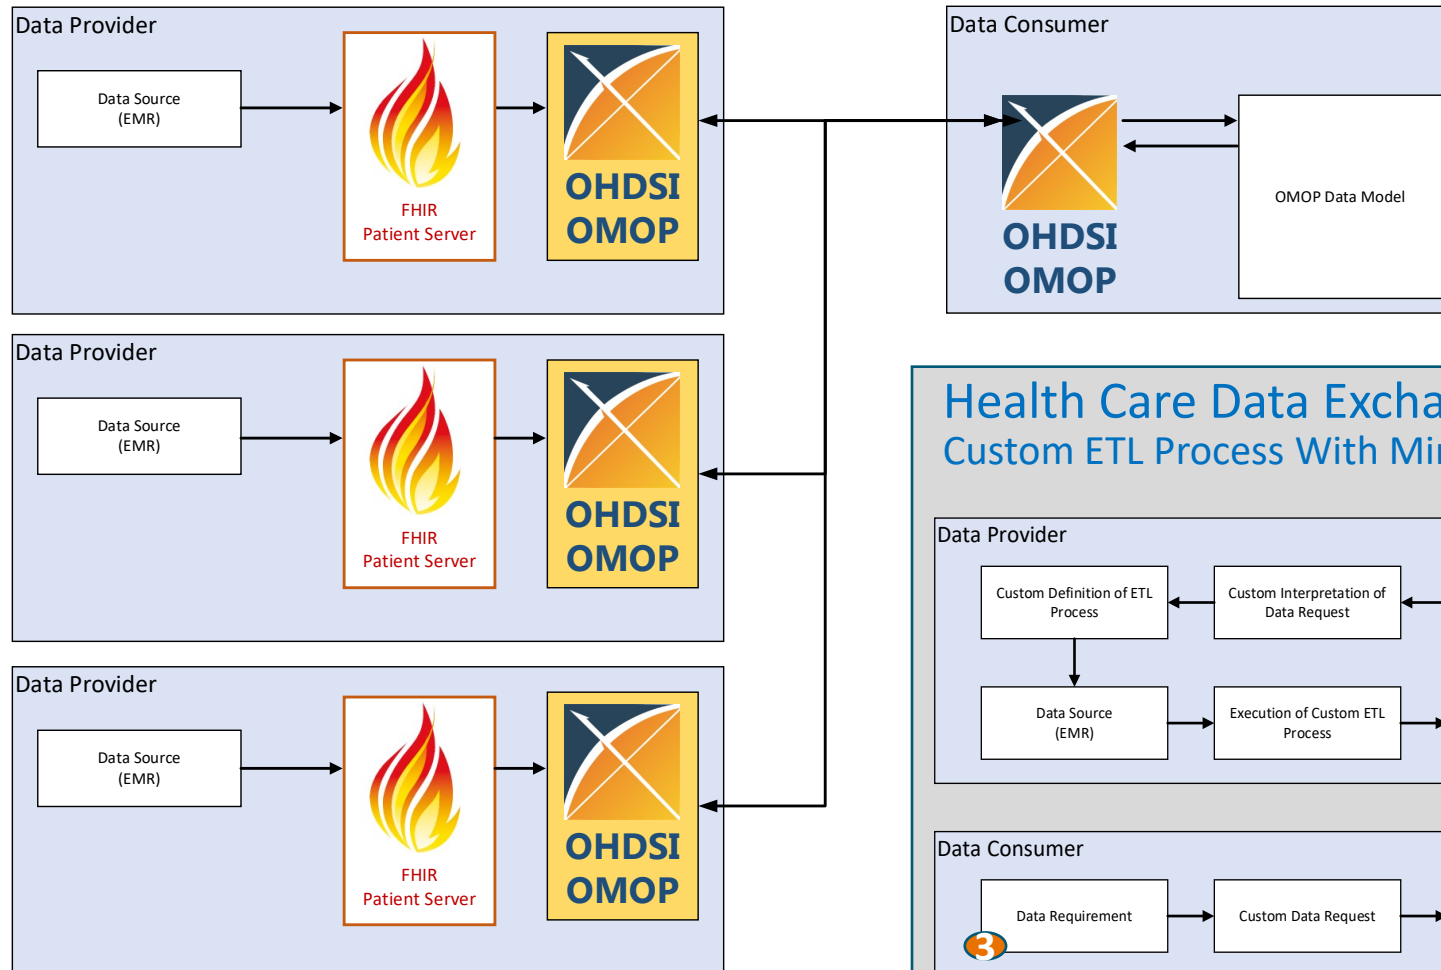 Data Provider
Data Source
(EMR)
FHIR
Patient Server
OHDSI
OMOP
Data Consumer
OHDSI
OMOP
OMOP Data Model
Data Provider
Data Source
(EMR)
FHIR
Patient Server
OHDSI
OMOP
Data Provider
Data Source
(EMR)
FHIR
Patient Server
OHDSI
OMOP
Health Care Data Excha
Custom ETL Process With
Data Provider
Custom Definition of ETL
Process
Custom Interpretation of
Data Request
Data Source
(EMR)
Execution of Custom ETL
Process
Data Consumer
Data Requirement
Custom Data Request
3